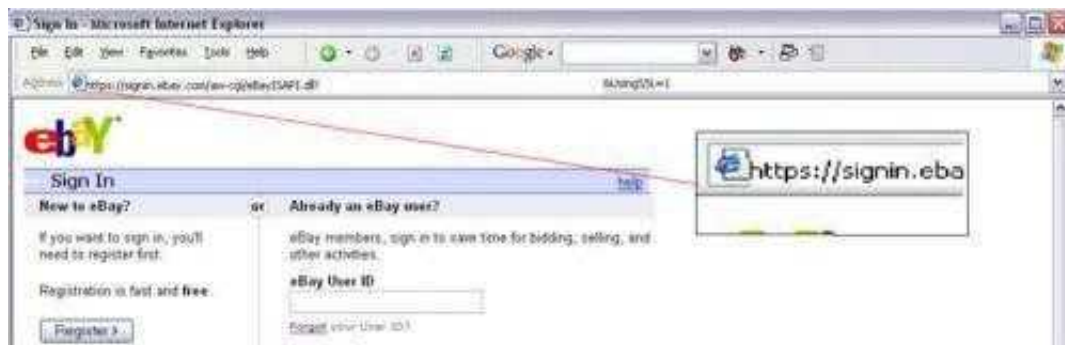 Sign In - Microsoft Internet Explorer
File Edit View Favorites Tools Help Google
Address https://signin.ebay.com/aw-cgi/eBayISAPI.dll UsingSSL=1
ebY
https://signin.eba
Sign In help
New to eBay? or Already an eBay user?
If you want to sign in, you'll
need to register first.
eBay members, sign in to save time for bidding, selling, and
other activities.
eBay User ID
Registration is fast and free.
Register >
Forgot your User ID?